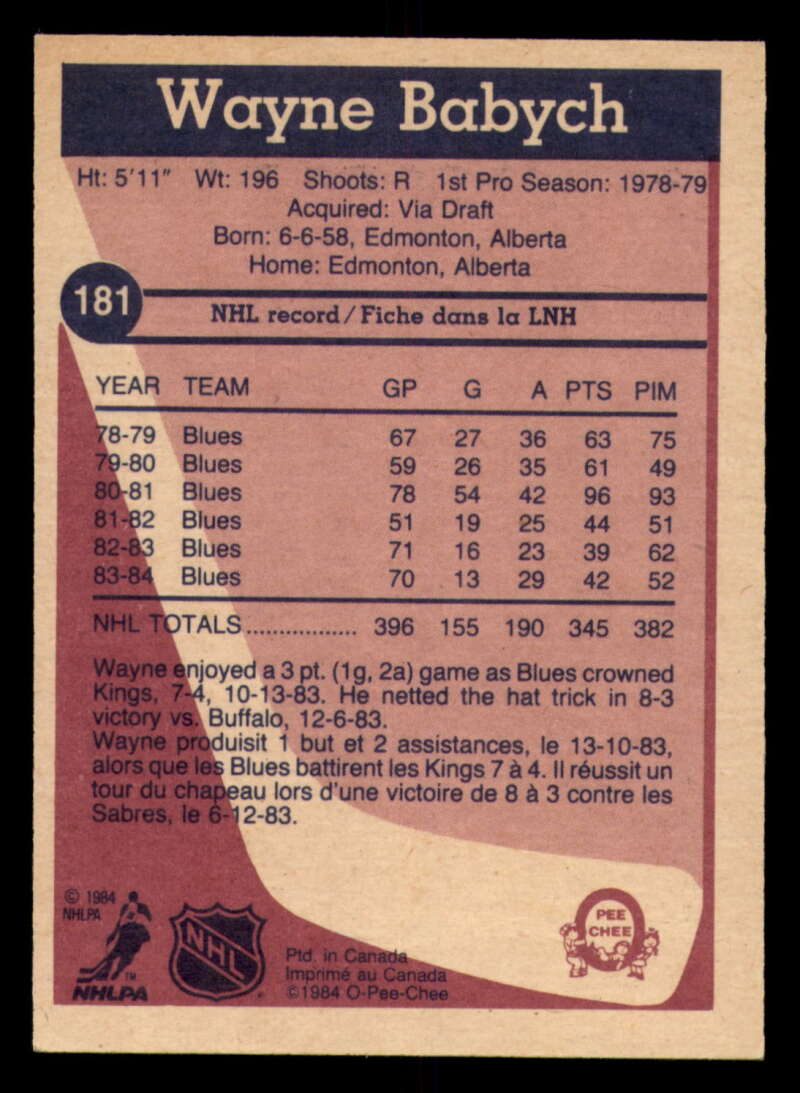 Wayne Babych
Ht: 5'11" Wt: 196 Shoots: R 1st Pro Season: 1978-79
Acquired: Via Draft
Born: 6-6-58, Edmonton, Alberta
Home: Edmonton, Alberta
181
NHL record/Fiche dans la LNH
YEAR TEAM GP G A PTS PIM
78-79 Blues 67 27 36 63 75
79-80 Blues 59 26 35 61 49
80-81 Blues 78 54 42 96 93
81-82 Blues 51 19 25 44 51
82-83 Blues 71 16 23 39 62
83-84 Blues 70 13 29 42 52
NHL TOTALS................. 396 155 190 345 382
Wayne enjoyed a 3 pt. (1g, 2a) game as Blues crowned
Kings, 7-4, 10-13-83. He netted the hat trick in 8-3
victory vs. Buffalo, 12-6-83.
Wayne produisit 1 but et 2 assistances, le 13-10-83,
alors que les Blues battirent les Kings 7 à 4. Il réussit un
tour du chapeau lors d'une victoire de 8 à 3 contre les
Sabres, le 6-12-83.
© 1984
NHLPA
TM
NHLPA
NHL
Ptd. in Canada
Imprimé au Canada
©1984 O-Pee-Chee
PEE
CHEE